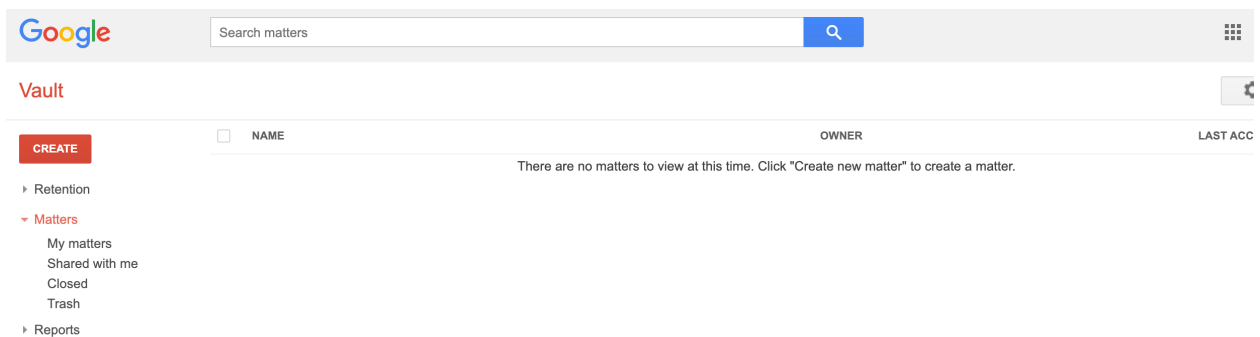 Google
Search matters
Vault
CREATE
NAME OWNER LAST ACC
There are no matters to view at this time. Click "Create new matter" to create a matter.
Retention
Matters
My matters
Shared with me
Closed
Trash
Reports